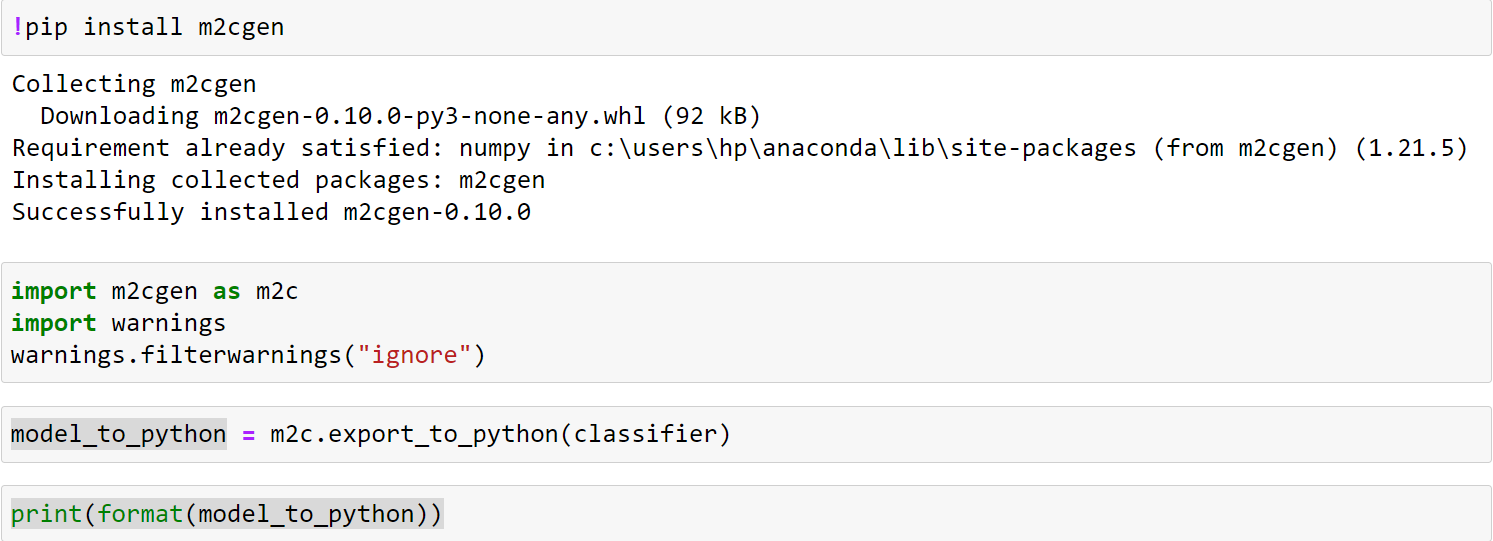 !pip install m2cgen
Collecting m2cgen
  Downloading m2cgen-0.10.0-py3-none-any.whl (92 kB)
Requirement already satisfied: numpy in c:\users\hp\anaconda\lib\site-packages (from m2cgen) (1.21.5)
Installing collected packages: m2cgen
Successfully installed m2cgen-0.10.0
import m2cgen as m2c
import warnings
warnings.filterwarnings("ignore")
model_to_python = m2c.export_to_python(classifier)
print(format(model_to_python))